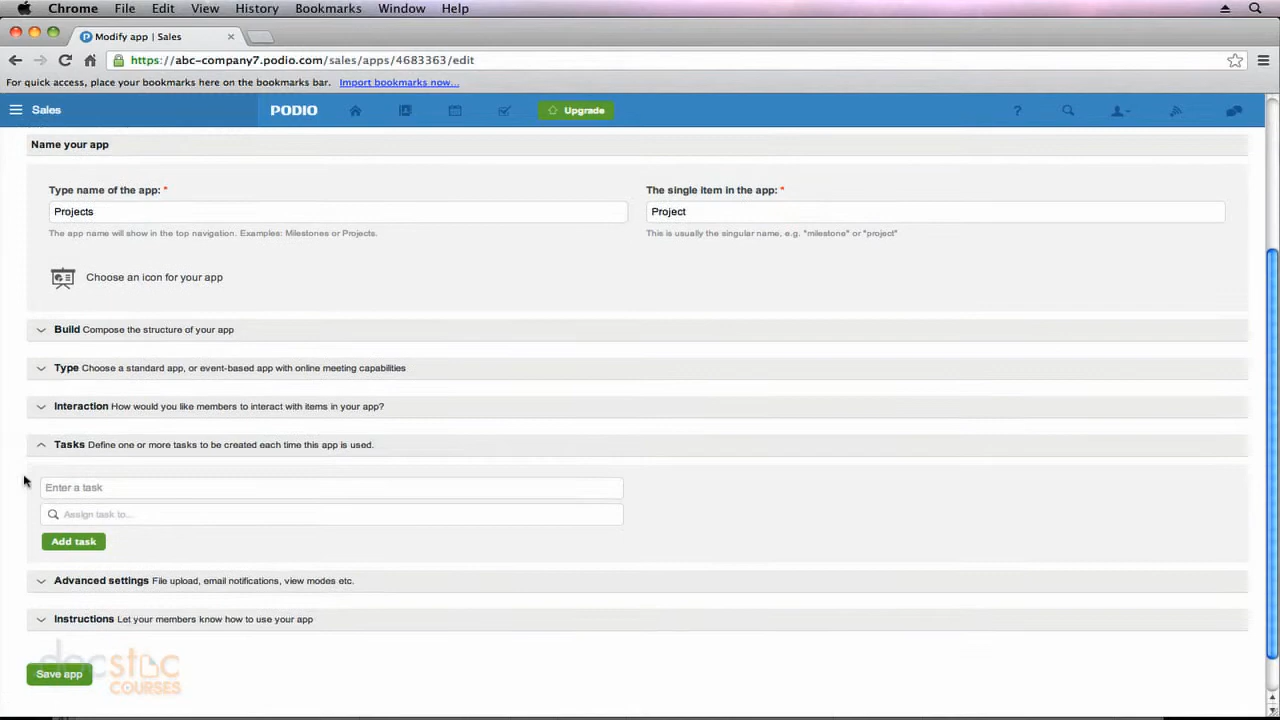 Chrome File Edit View History Bookmarks Window Help
Modify app | Sales
https://abc-company7.podio.com/sales/apps/4683363/edit
For quick access, place your bookmarks here on the bookmarks bar. Import bookmarks now...
Sales PODIO Upgrade ?
Name your app
Type name of the app: * The single item in the app: *
Projects Project
The app name will show in the top navigation. Examples: Milestones or Projects. This is usually the singular name, e.g. "milestone" or "project"
Choose an icon for your app
Build Compose the structure of your app
Type Choose a standard app, or event-based app with online meeting capabilities
Interaction How would you like members to interact with items in your app?
Tasks Define one or more tasks to be created each time this app is used.
Enter a task
Assign task to...
Add task
Advanced settings File upload, email notifications, view modes etc.
Instructions Let your members know how to use your app
Save app
docstoc
COURSES